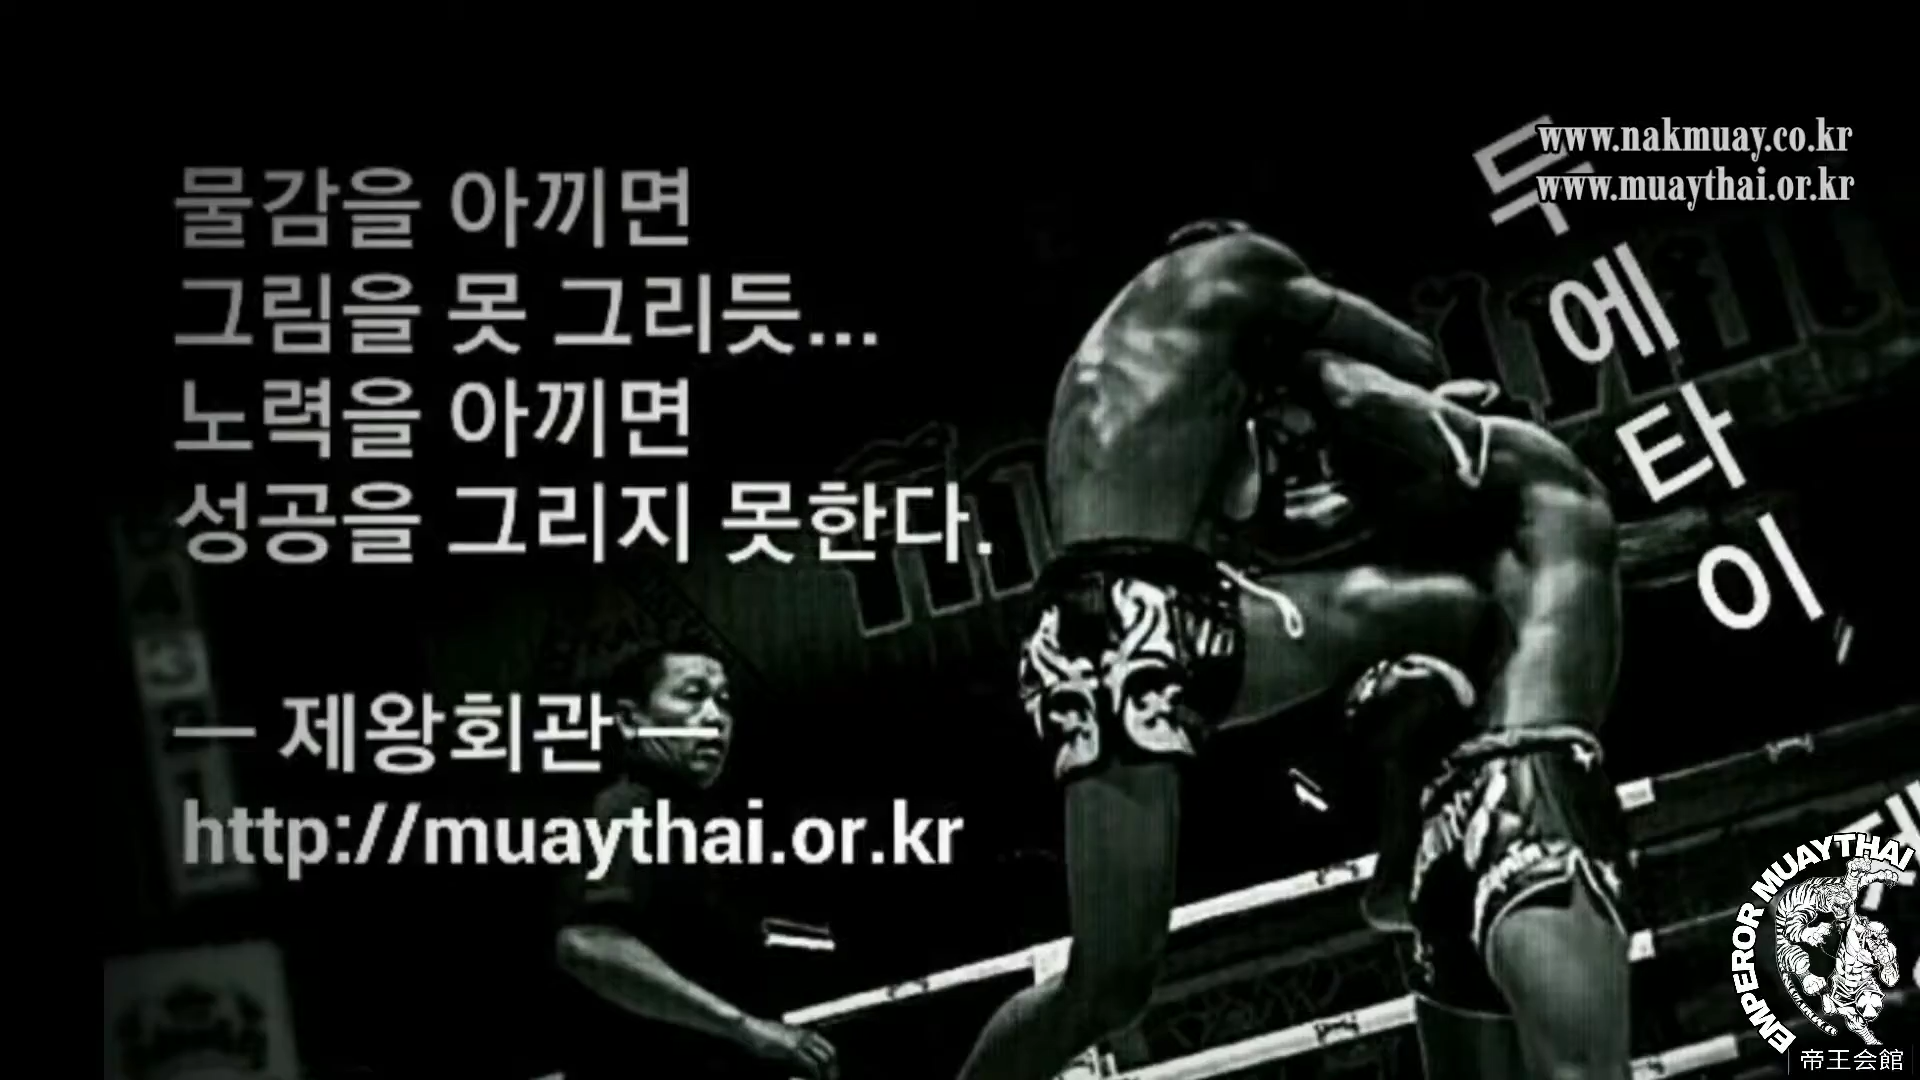 물감을 아끼면
그림을 못 그리듯...
노력을 아끼면
성공을 그리지 못한다.
— 제왕회관 —
http://muaythai.or.kr
www.nakmuay.co.kr
www.muaythai.or.kr
두에타이
EMPEROR MUAYTHAI
帝王会館